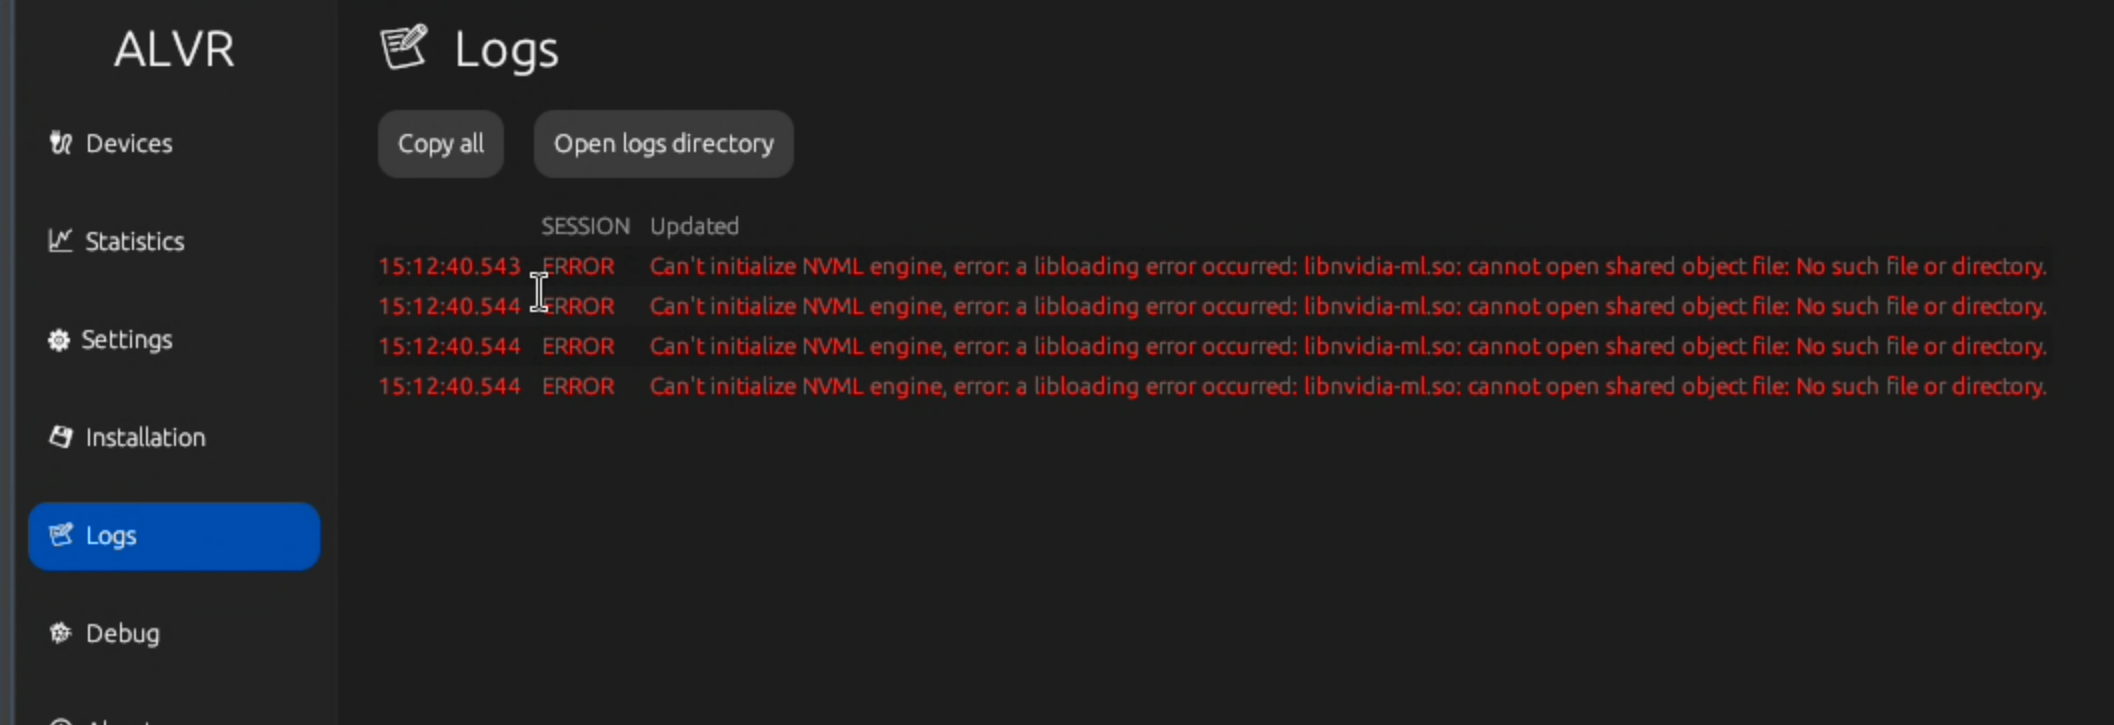 ALVR
Devices
Statistics
Settings
Installation
Logs
Debug
Logs
Copy all
Open logs directory
SESSION Updated
15:12:40.543 ERROR Can't initialize NVML engine, error: a libloading error occurred: libnvidia-ml.so: cannot open shared object file: No such file or directory.
15:12:40.544 ERROR Can't initialize NVML engine, error: a libloading error occurred: libnvidia-ml.so: cannot open shared object file: No such file or directory.
15:12:40.544 ERROR Can't initialize NVML engine, error: a libloading error occurred: libnvidia-ml.so: cannot open shared object file: No such file or directory.
15:12:40.544 ERROR Can't initialize NVML engine, error: a libloading error occurred: libnvidia-ml.so: cannot open shared object file: No such file or directory.